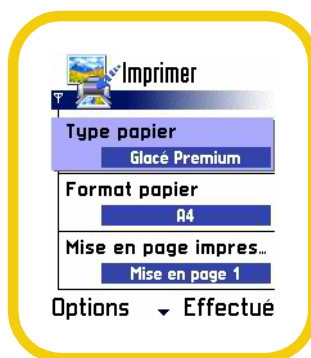 Imprimer
Type papier
Glacé Premium
Format papier
A4
Mise en page impres...
Mise en page 1
Options Effectué